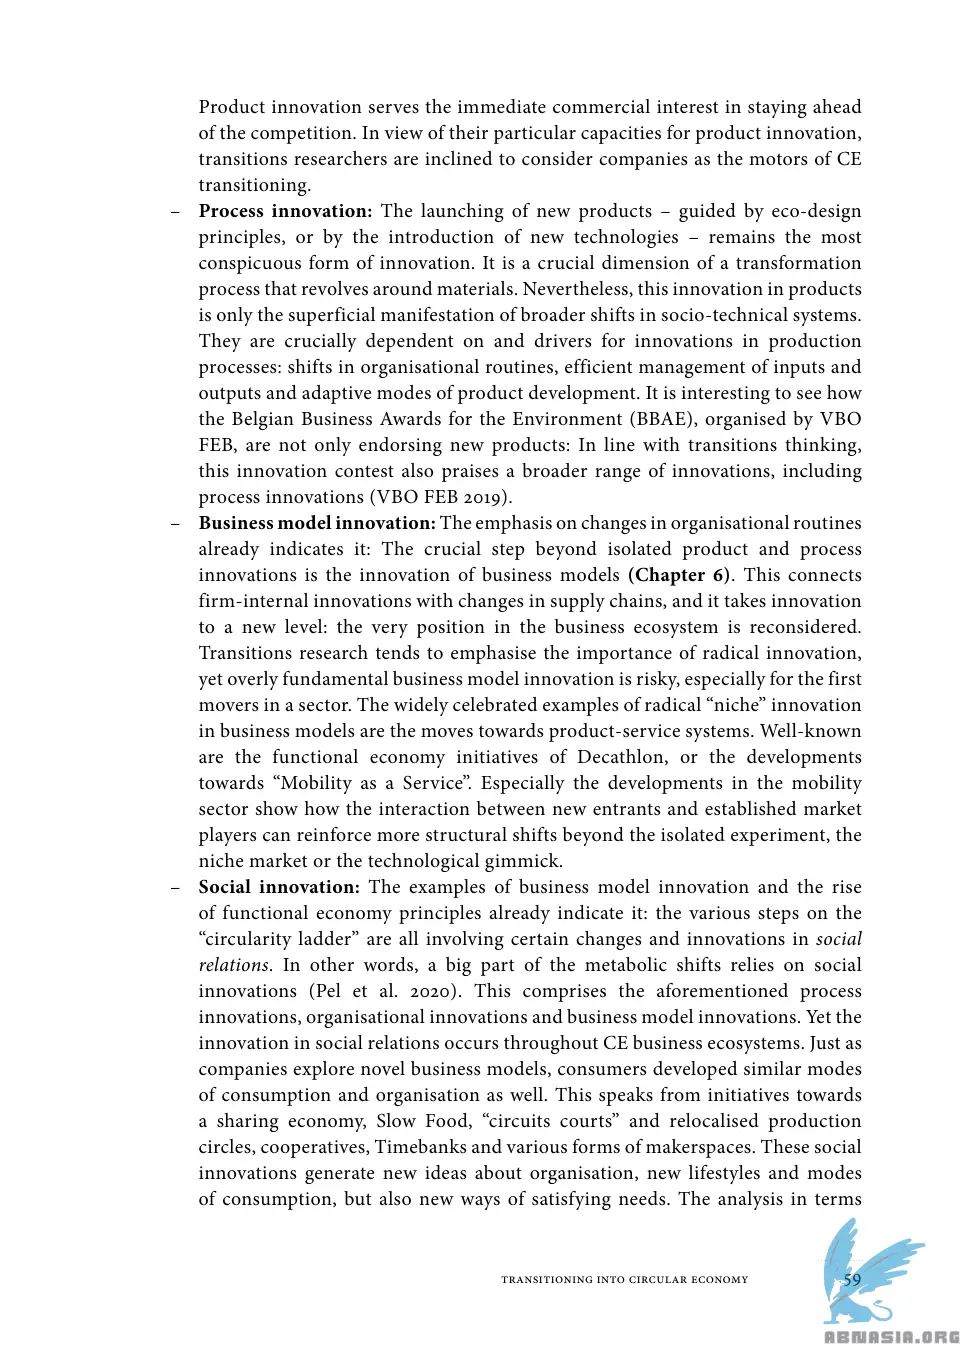 Product innovation serves the immediate commercial interest in staying ahead
of the competition. In view of their particular capacities for product innovation,
transitions researchers are inclined to consider companies as the motors of CE
transitioning.
– Process innovation: The launching of new products – guided by eco-design
principles, or by the introduction of new technologies – remains the most
conspicuous form of innovation. It is a crucial dimension of a transformation
process that revolves around materials. Nevertheless, this innovation in products
is only the superficial manifestation of broader shifts in socio-technical systems.
They are crucially dependent on and drivers for innovations in production
processes: shifts in organisational routines, efficient management of inputs and
outputs and adaptive modes of product development. It is interesting to see how
the Belgian Business Awards for the Environment (BBAE), organised by VBO
FEB, are not only endorsing new products: In line with transitions thinking,
this innovation contest also praises a broader range of innovations, including
process innovations (VBO FEB 2019).
– Business model innovation: The emphasis on changes in organisational routines
already indicates it: The crucial step beyond isolated product and process
innovations is the innovation of business models (Chapter 6). This connects
firm-internal innovations with changes in supply chains, and it takes innovation
to a new level: the very position in the business ecosystem is reconsidered.
Transitions research tends to emphasise the importance of radical innovation,
yet overly fundamental business model innovation is risky, especially for the first
movers in a sector. The widely celebrated examples of radical “niche” innovation
in business models are the moves towards product-service systems. Well-known
are the functional economy initiatives of Decathlon, or the developments
towards “Mobility as a Service”. Especially the developments in the mobility
sector show how the interaction between new entrants and established market
players can reinforce more structural shifts beyond the isolated experiment, the
niche market or the technological gimmick.
– Social innovation: The examples of business model innovation and the rise
of functional economy principles already indicate it: the various steps on the
“circularity ladder” are all involving certain changes and innovations in social
relations. In other words, a big part of the metabolic shifts relies on social
innovations (Pel et al. 2020). This comprises the aforementioned process
innovations, organisational innovations and business model innovations. Yet the
innovation in social relations occurs throughout CE business ecosystems. Just as
companies explore novel business models, consumers developed similar modes
of consumption and organisation as well. This speaks from initiatives towards
a sharing economy, Slow Food, “circuits courts” and relocalised production
circles, cooperatives, Timebanks and various forms of makerspaces. These social
innovations generate new ideas about organisation, new lifestyles and modes
of consumption, but also new ways of satisfying needs. The analysis in terms
TRANSITIONING INTO CIRCULAR ECONOMY 59
ABNASIA.ORG